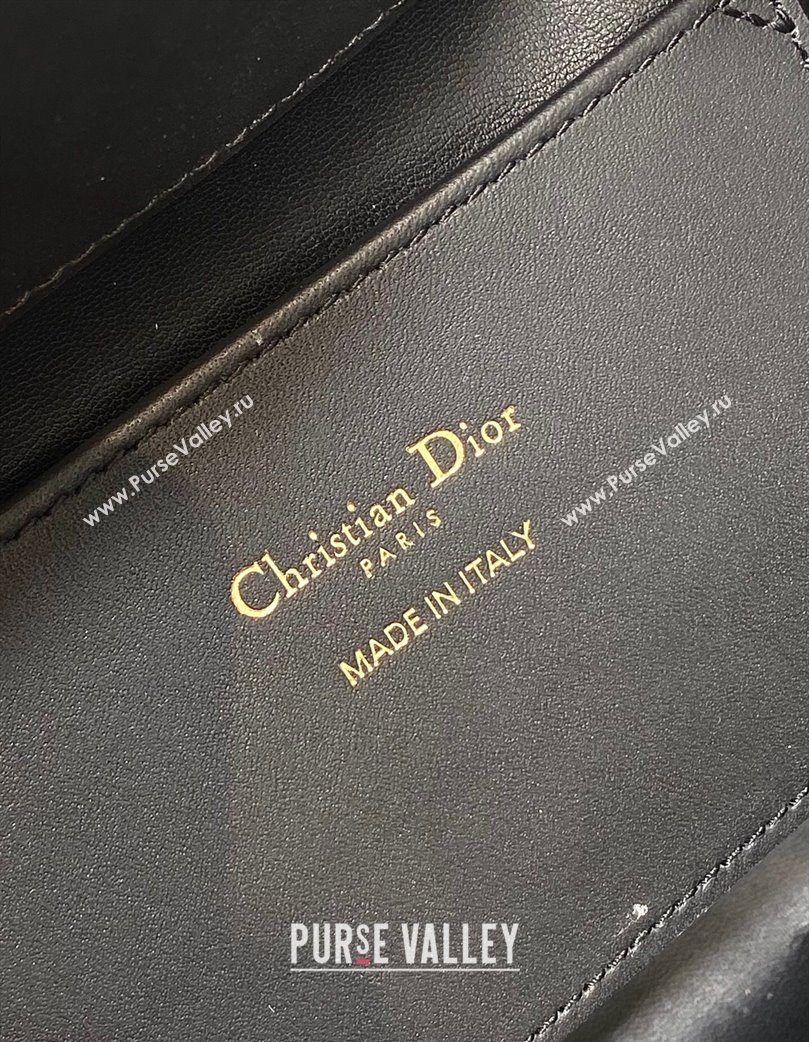 www.PurseValley.ru
www.PurseValley.ru
Christian Dior
PARIS
MADE IN ITALY
PURSE VALLEY